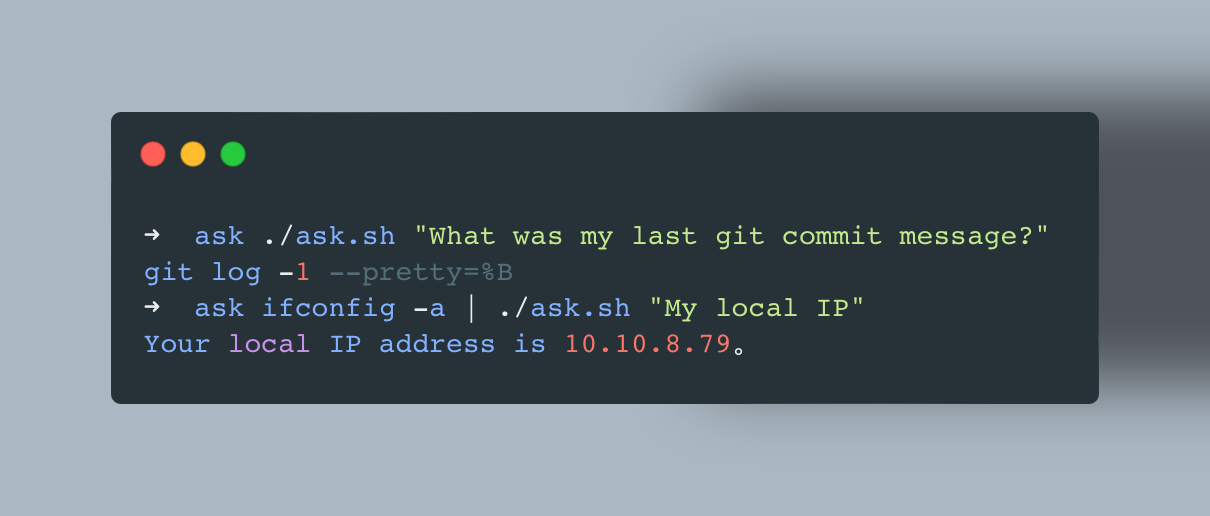 ➜  ask ./ask.sh "What was my last git commit message?"
git log -1 --pretty=%B
➜  ask ifconfig -a | ./ask.sh "My local IP"
Your local IP address is 10.10.8.79。